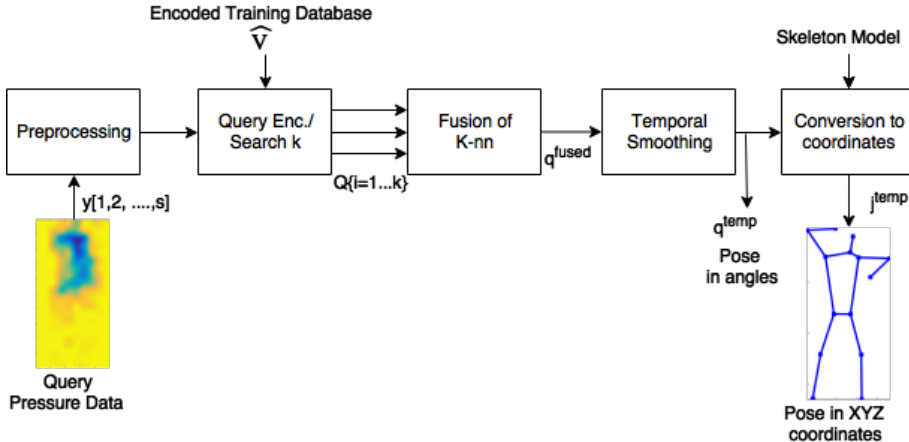 Encoded Training Database
V̂
Skeleton Model
Preprocessing
Query Enc./
Search k
Fusion of
K-nn
Temporal
Smoothing
Conversion to
coordinates
Q{i=1...k}
q^fused
y[1,2, ....,s]
q^temp
Pose
in angles
j^temp
Query
Pressure Data
Pose in XYZ
coordinates